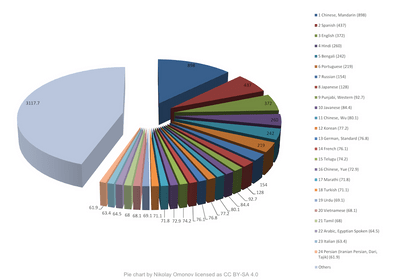 1 Chinese, Mandarin (898)
2 Spanish (437)
3 English (372)
4 Hindi (260)
5 Bengali (242)
6 Portuguese (219)
7 Russian (154)
8 Japanese (128)
9 Punjabi, Western (92.7)
10 Javanese (84.4)
11 Chinese, Wu (80.1)
12 Korean (77.2)
13 German, Standard (76.8)
14 French (76.1)
15 Telugu (74.2)
16 Chinese, Yue (72.9)
17 Marathi (71.8)
18 Turkish (71.1)
19 Urdu (69.1)
20 Vietnamese (68.1)
21 Tamil (68)
22 Arabic, Egyptian Spoken (64.5)
23 Italian (63.4)
24 Persian (Iranian Persian, Dari, Tajik) (61.9)
Others
898
437
372
260
242
219
154
128
92.7
84.4
80.1
77.2
76.8
76.1
74.2
72.9
71.8
71.1
69.1
68.1
68
64.5
63.4
61.9
3117.7
Pie chart by Nikolay Omonov licensed as CC BY-SA 4.0